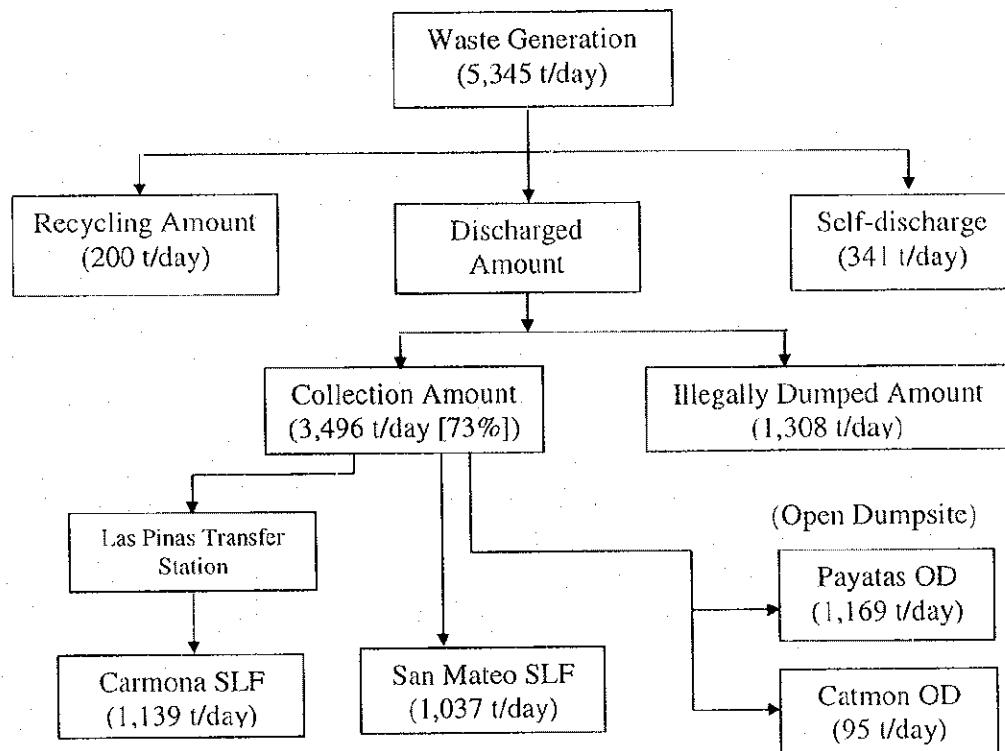 Waste Generation
(5,345 t/day)
Recycling Amount
(200 t/day)
Discharged
Amount
Self-discharge
(341 t/day)
Collection Amount
(3,496 t/day [73%])
Illegally Dumped Amount
(1,308 t/day)
Las Pinas Transfer
Station
(Open Dumpsite)
Payatas OD
(1,169 t/day)
Carmona SLF
(1,139 t/day)
San Mateo SLF
(1,037 t/day)
Catmon OD
(95 t/day)